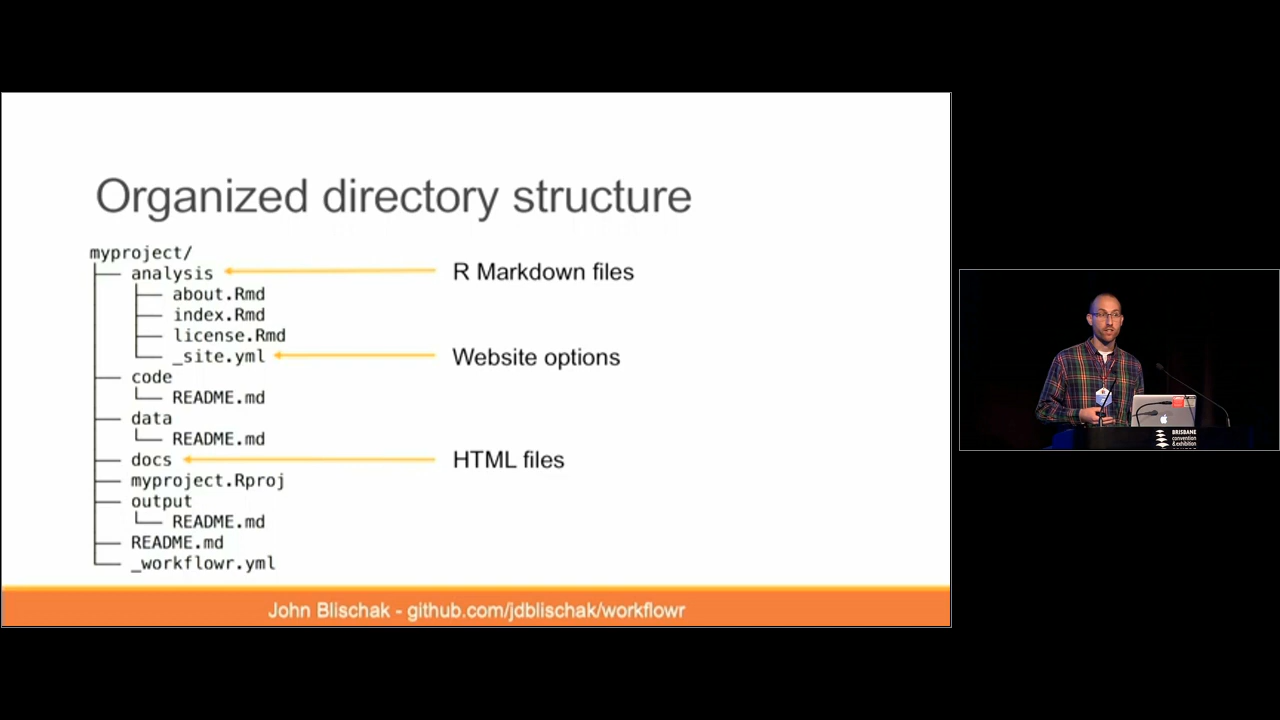 Organized directory structure
myproject/
analysis
R Markdown files
about.Rmd
index.Rmd
license.Rmd
_site.yml
Website options
code
README.md
data
README.md
docs
HTML files
myproject.Rproj
output
README.md
README.md
_workflowr.yml
John Blischak - github.com/jdblischak/workflowr
BRISBANE
convention
& exhibition